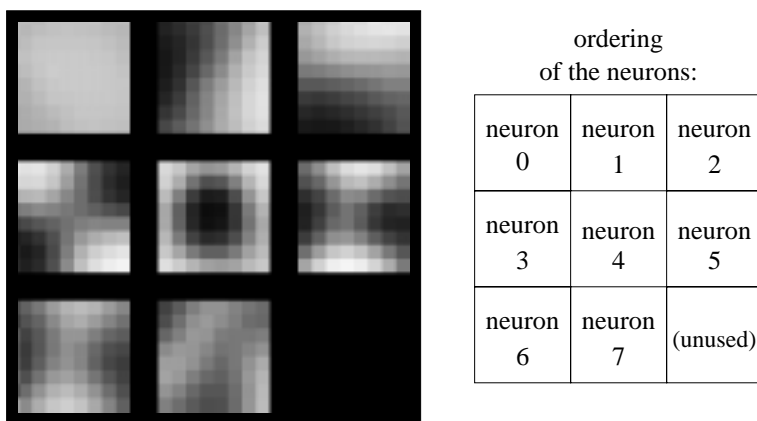 ordering
of the neurons:
neuron
0
neuron
1
neuron
2
neuron
3
neuron
4
neuron
5
neuron
6
neuron
7
(unused)